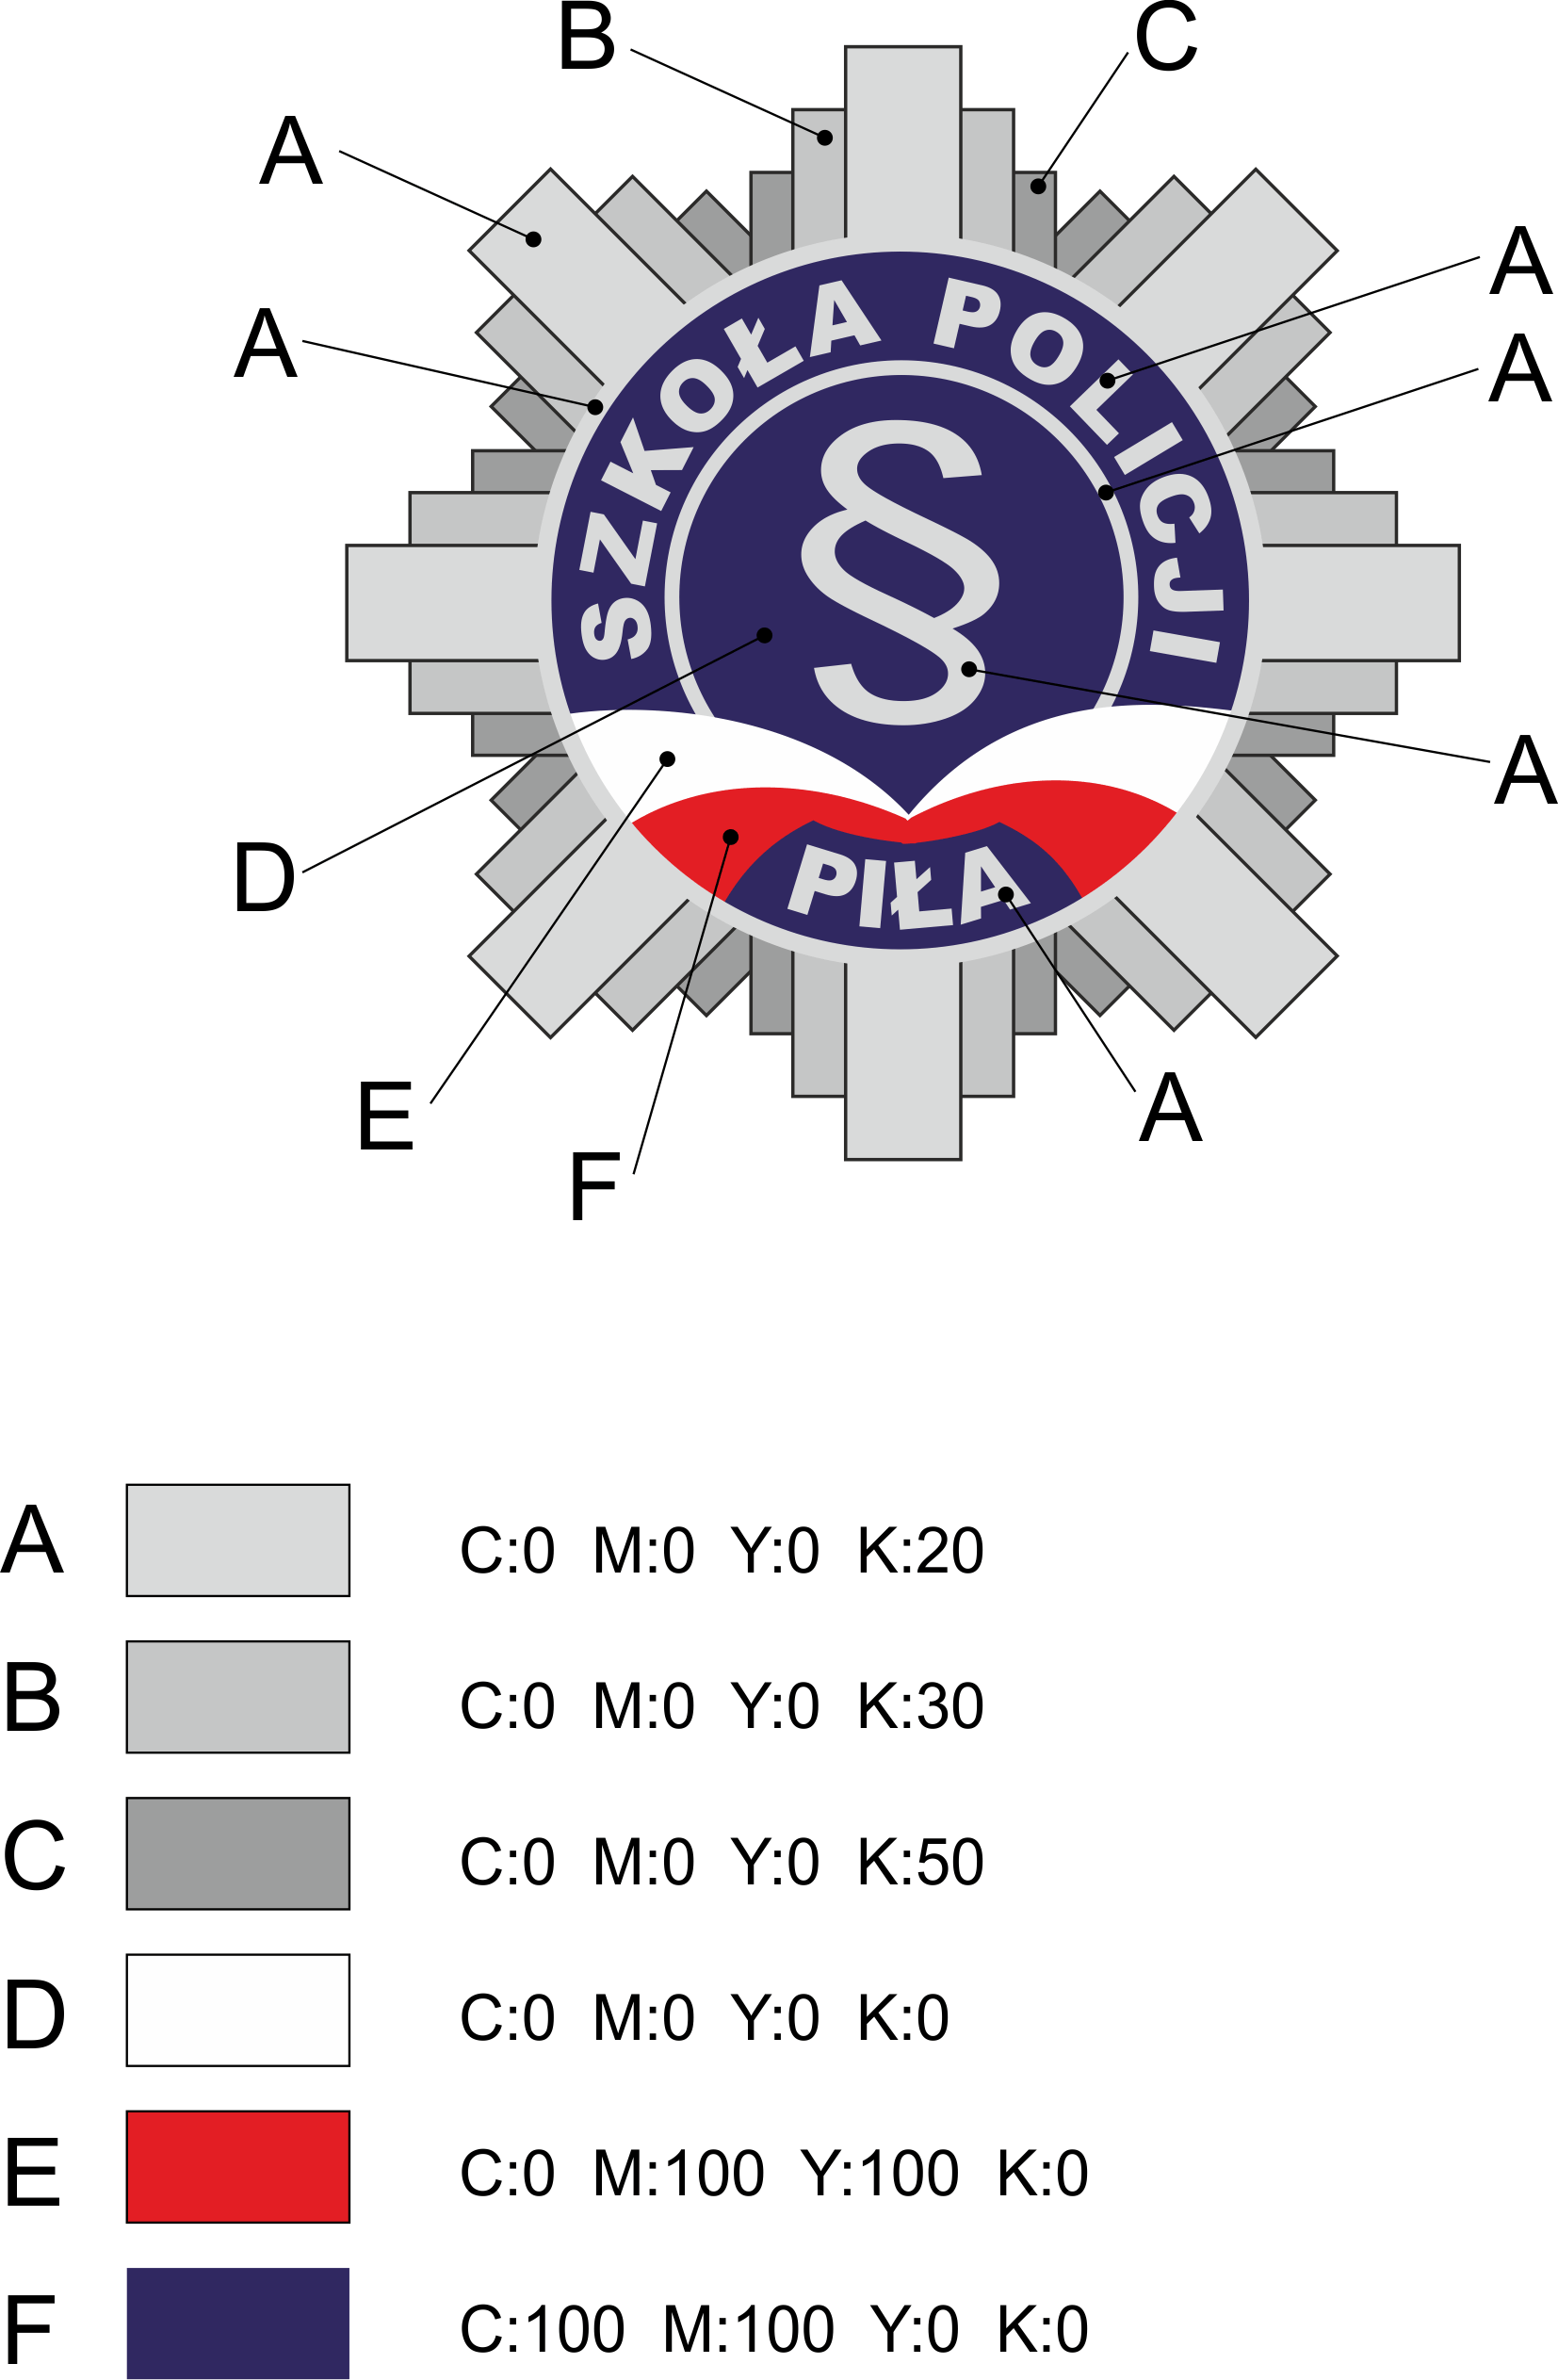 B
C
A
A
A
A
SZKOŁA POLICJI
§
A
D
PIŁA
E
A
F
A C:0 M:0 Y:0 K:20
B C:0 M:0 Y:0 K:30
C C:0 M:0 Y:0 K:50
D C:0 M:0 Y:0 K:0
E C:0 M:100 Y:100 K:0
F C:100 M:100 Y:0 K:0